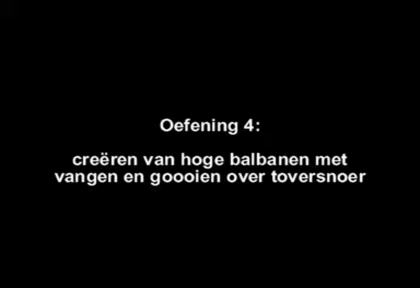 Oefening 4:
creëren van hoge balbanen met
vangen en goooien over toversnoer